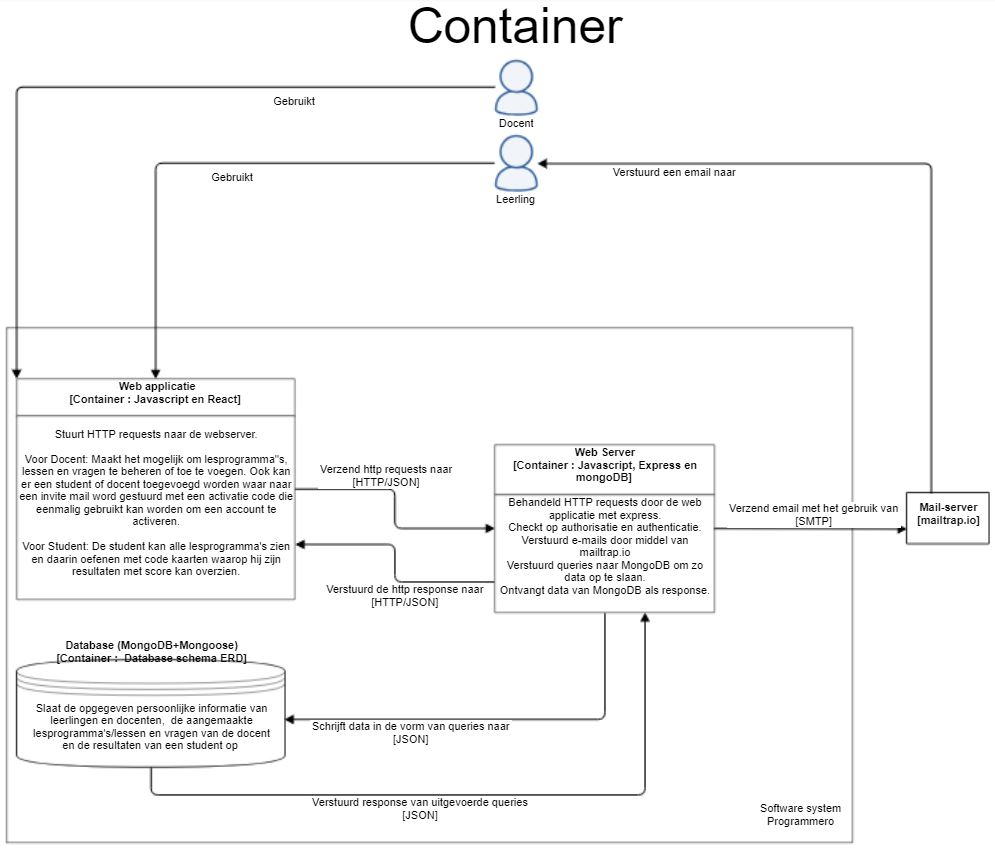 Container
Docent
Gebruikt
Leerling
Gebruikt
Verstuurd een email naar
Web applicatie
[Container : Javascript en React]
Stuurt HTTP requests naar de webserver.
Voor Docent: Maakt het mogelijk om lesprogramma"s,
lessen en vragen te beheren of toe te voegen. Ook kan
er een student of docent toegevoegd worden waar naar
een invite mail word gestuurd met een activatie code die
eenmalig gebruikt kan worden om een account te
activeren.
Voor Student: De student kan alle lesprogramma's zien
en daarin oefenen met code kaarten waarop hij zijn
resultaten met score kan overzien.
Verzend http requests naar
[HTTP/JSON]
Verstuurd de http response naar
[HTTP/JSON]
Web Server
[Container : Javascript, Express en
mongoDB]
Behandeld HTTP requests door de web
applicatie met express.
Checkt op authorisatie en authenticatie.
Verstuurd e-mails door middel van
mailtrap.io
Verstuurd queries naar MongoDB om zo
data op te slaan.
Ontvangt data van MongoDB als response.
Verzend email met het gebruik van
[SMTP]
Mail-server
[mailtrap.io]
Database (MongoDB+Mongoose)
[Container : Database schema ERD]
Slaat de opgegeven persoonlijke informatie van
leerlingen en docenten, de aangemaakte
lesprogramma's/lessen en vragen van de docent
en de resultaten van een student op
Schrijft data in de vorm van queries naar
[JSON]
Verstuurd response van uitgevoerde queries
[JSON]
Software system
Programmero